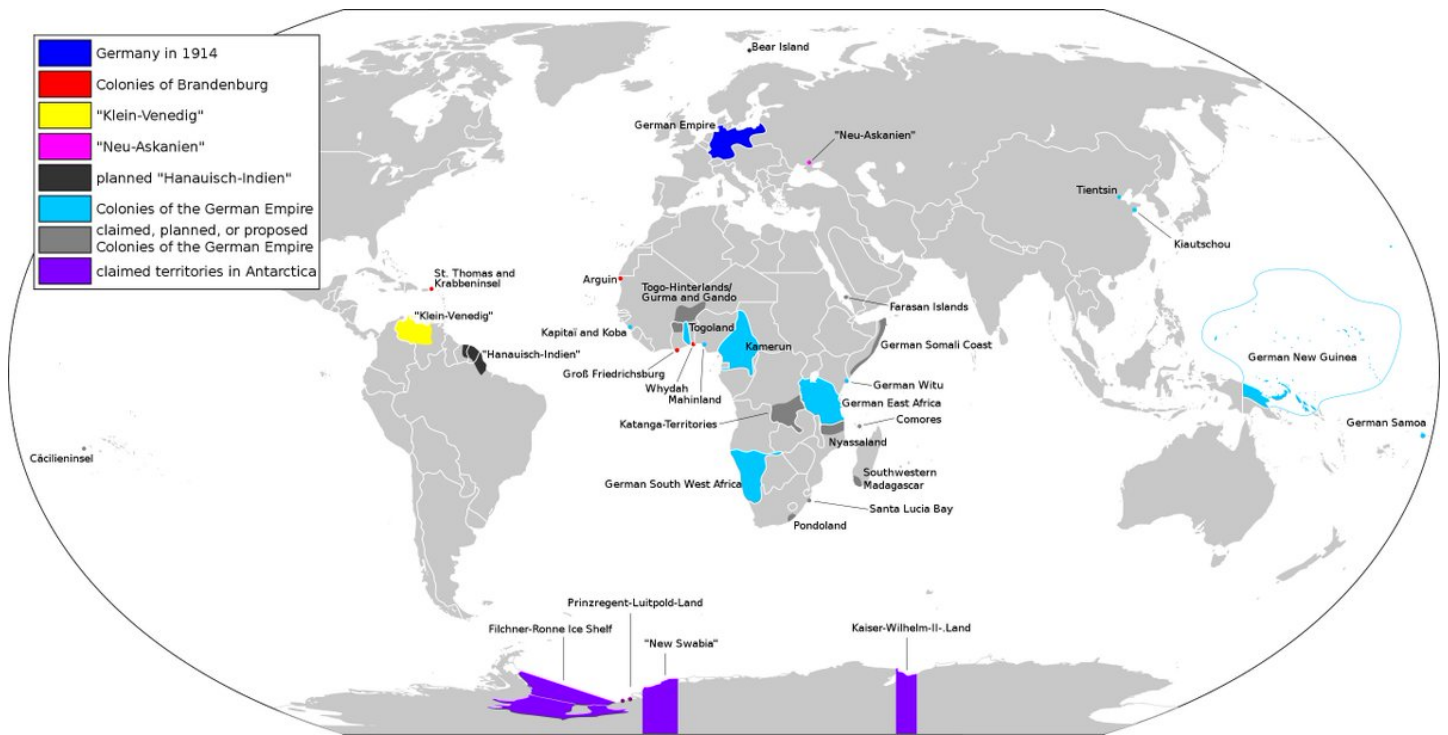 Germany in 1914
Colonies of Brandenburg
"Klein-Venedig"
"Neu-Askanien"
planned "Hanauisch-Indien"
Colonies of the German Empire
claimed, planned, or proposed
Colonies of the German Empire
claimed territories in Antarctica
Bear Island
German Empire
"Neu-Askanien"
Tientsin
Kiautschou
St. Thomas and
Krabbeninsel
Arguin
Togo-Hinterlands/
Gurma and Gando
Farasan Islands
"Klein-Venedig"
Kapitaï and Koba
Togoland
Kamerun
German Somali Coast
"Hanauisch-Indien"
Groß Friedrichsburg
Whydah
Mahinland
German Witu
German New Guinea
German East Africa
Katanga-Territories
Comores
German Samoa
Nyassaland
Cäcilieninsel
German South West Africa
Southwestern
Madagascar
Santa Lucia Bay
Pondoland
Prinzregent-Luitpold-Land
Filchner-Ronne Ice Shelf
"New Swabia"
Kaiser-Wilhelm-II-.Land